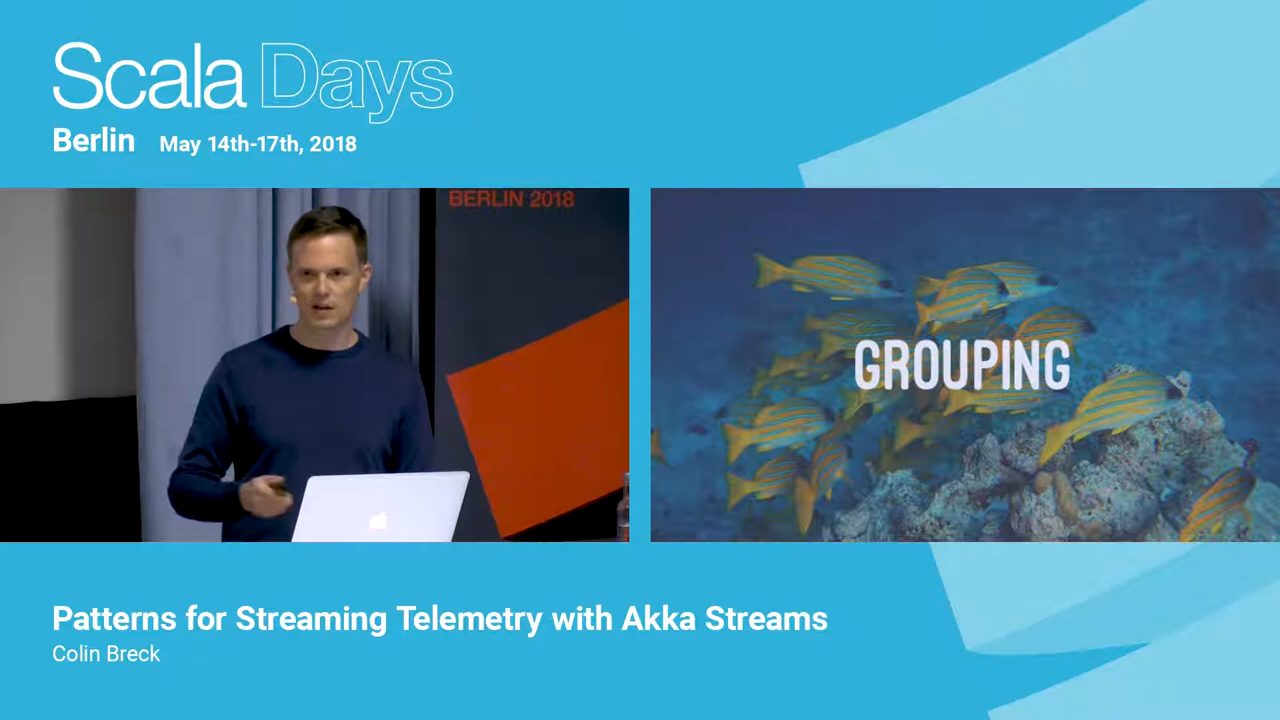 Scala Days
Berlin May 14th-17th, 2018
BERLIN 2018
GROUPING
Patterns for Streaming Telemetry with Akka Streams
Colin Breck